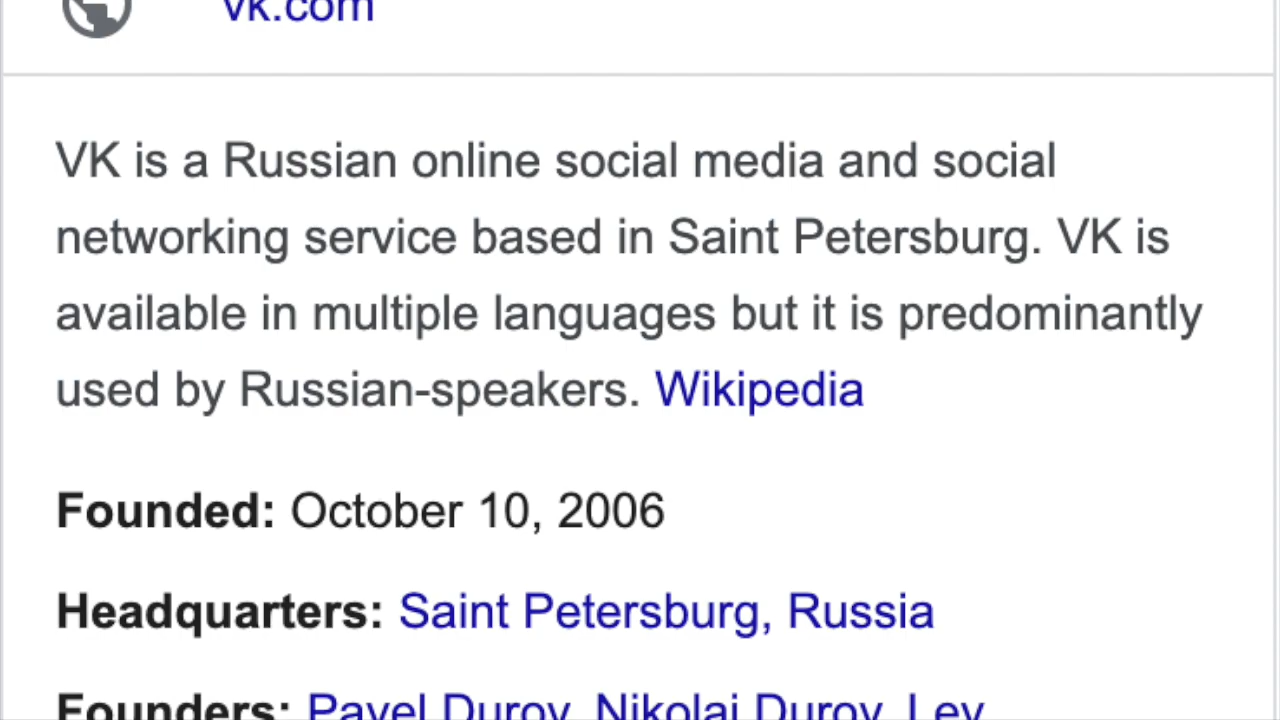 vk.com
VK is a Russian online social media and social
networking service based in Saint Petersburg. VK is
available in multiple languages but it is predominantly
used by Russian-speakers. Wikipedia
Founded: October 10, 2006
Headquarters: Saint Petersburg, Russia
Founders: Pavel Durov, Nikolai Durov, Lev